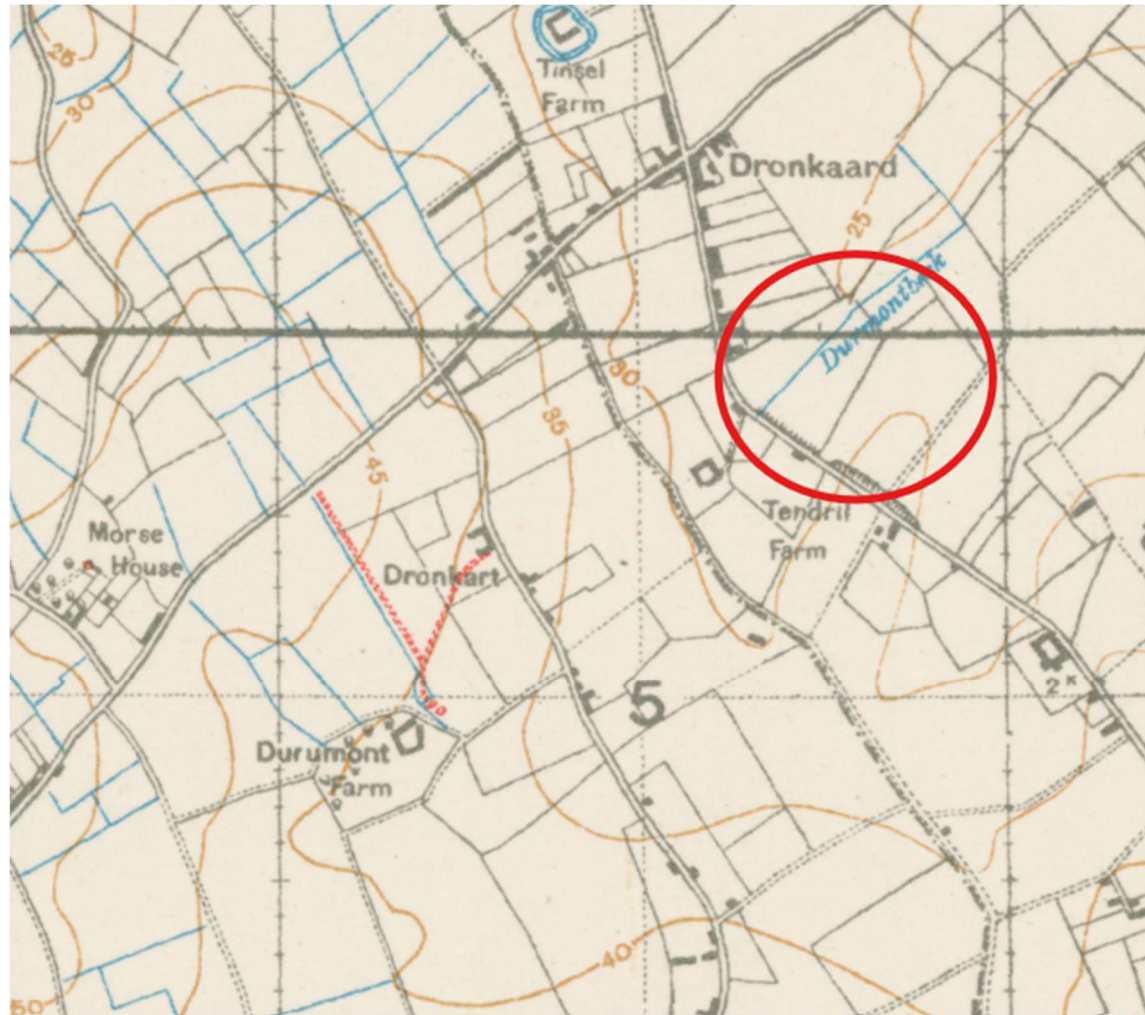 25
30
Tinsel
Farm
Dronkaard
25
Durmontbeek
30
35
45
Morse
House
Tendril
Farm
Dronkart
5
2ᴷ
Durumont
Farm
40
50